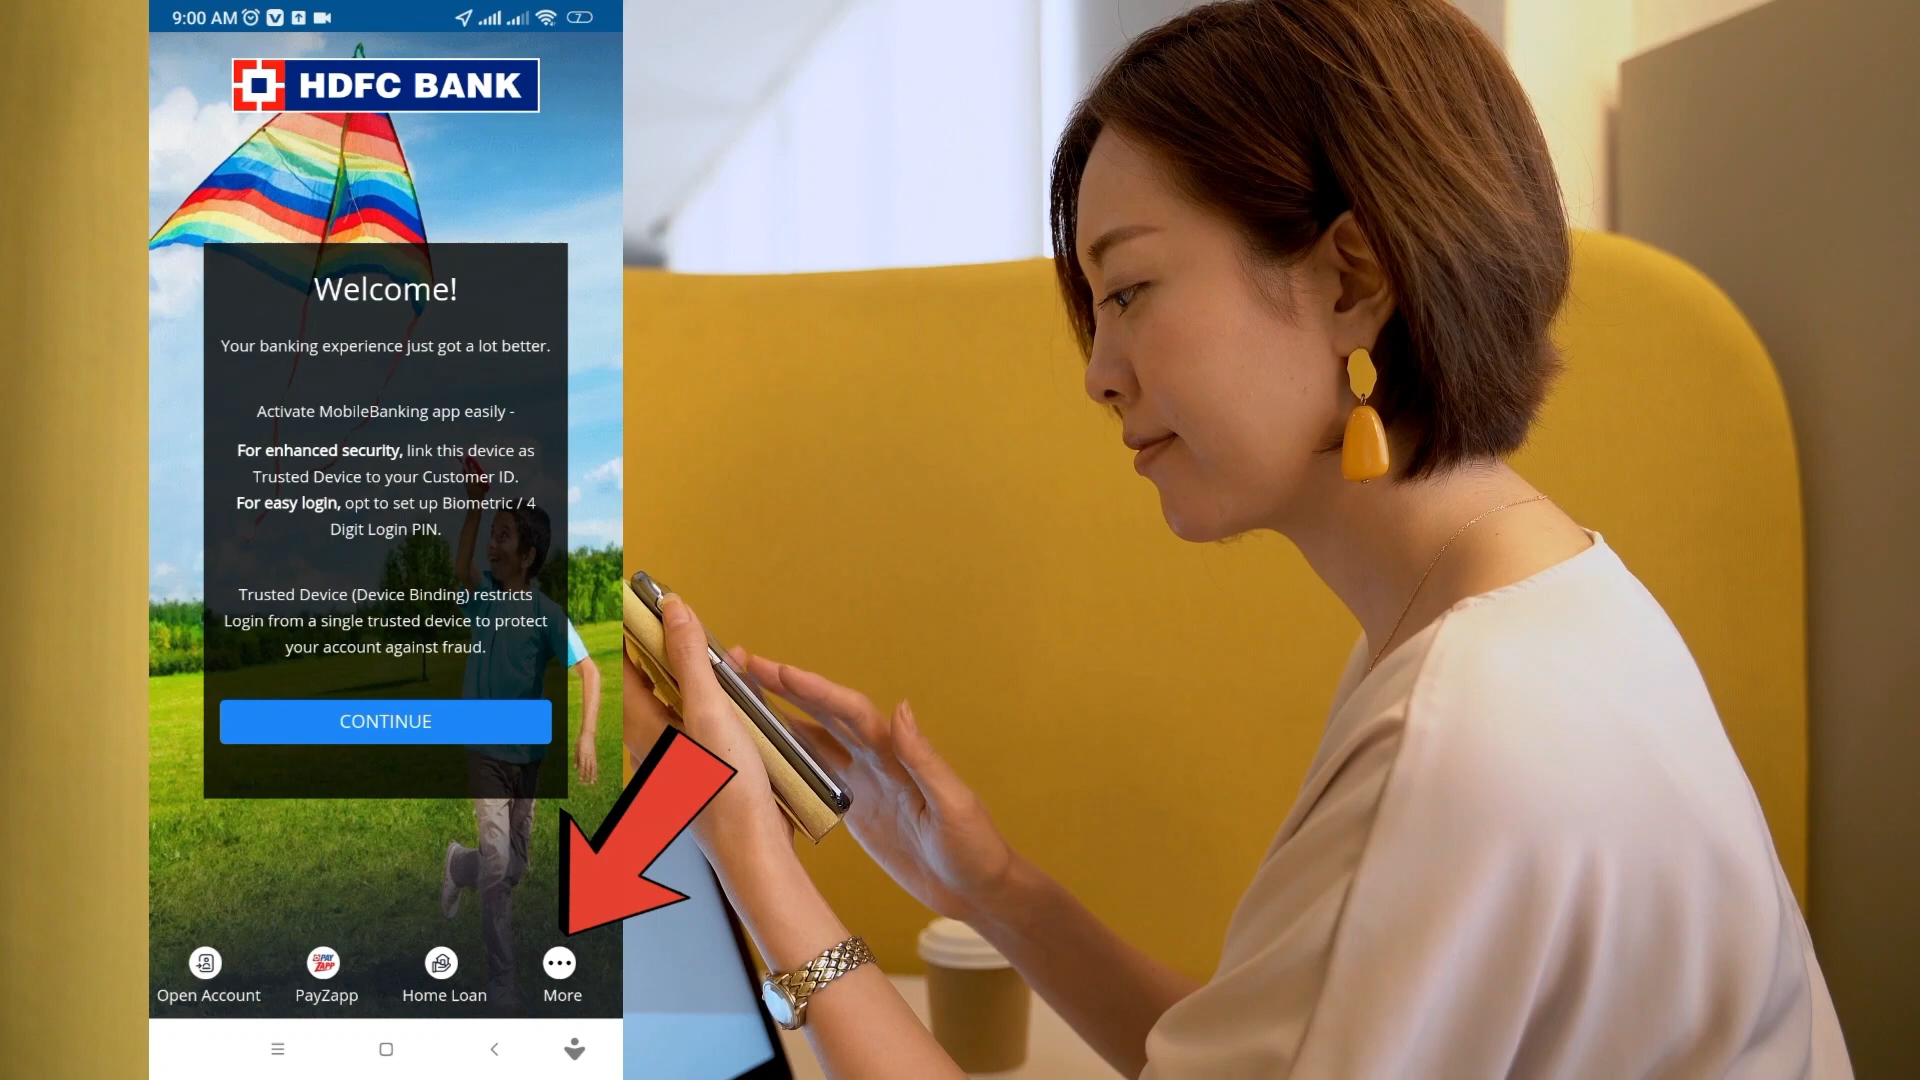 9:00 AM
HDFC BANK
Welcome!
Your banking experience just got a lot better.
Activate MobileBanking app easily -
For enhanced security, link this device as
Trusted Device to your Customer ID.
For easy login, opt to set up Biometric / 4
Digit Login PIN.
Trusted Device (Device Binding) restricts
Login from a single trusted device to protect
your account against fraud.
CONTINUE
PAY
ZAPP
Open Account PayZapp Home Loan More